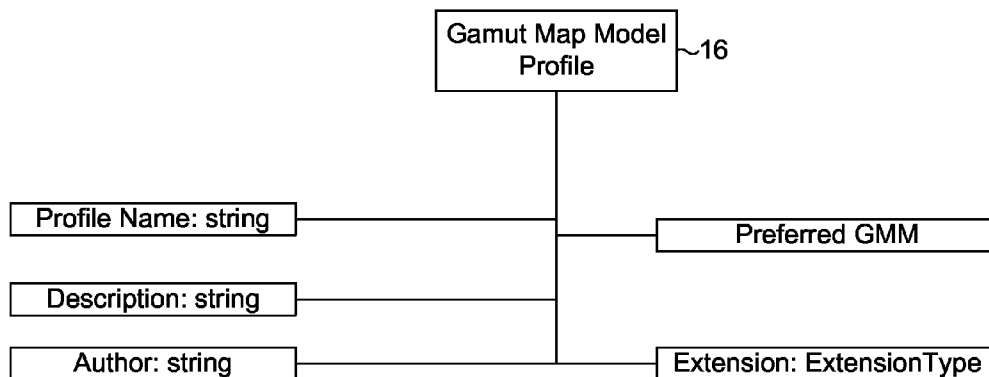 Gamut Map Model
Profile
16
Profile Name: string
Preferred GMM
Description: string
Author: string
Extension: ExtensionType